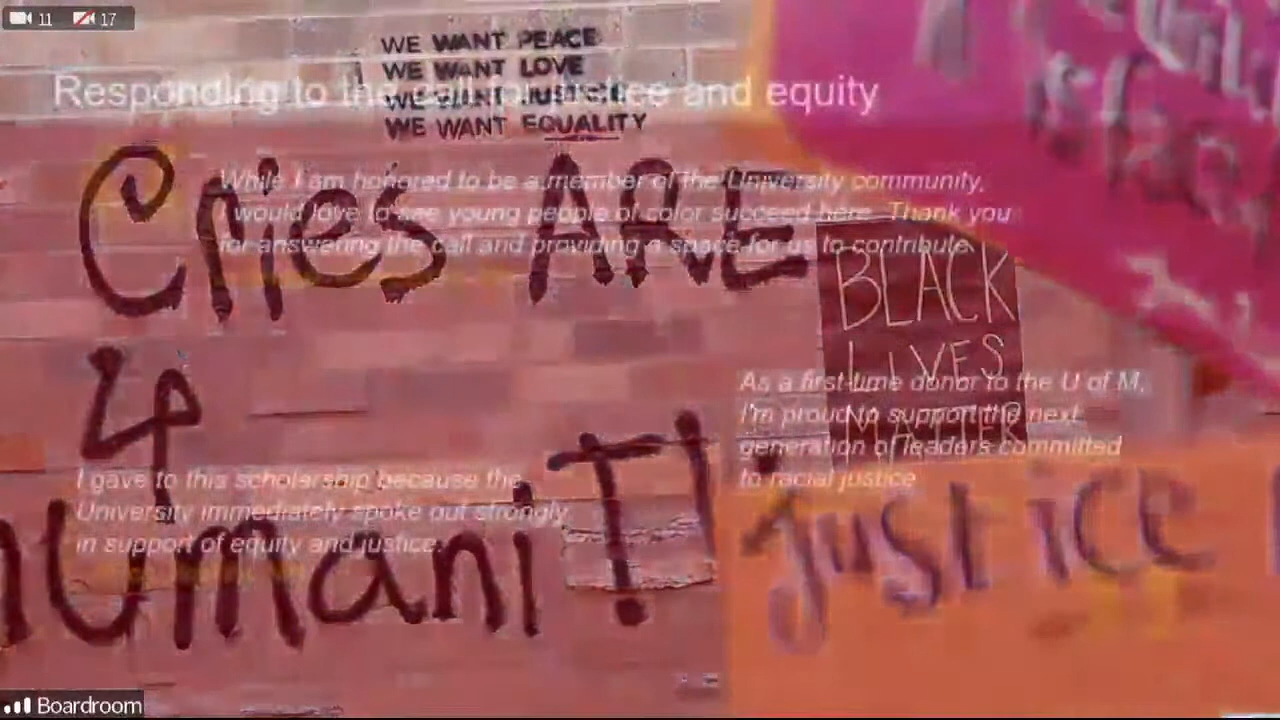 11 17
WE WANT PEACE
WE WANT LOVE
WE WANT JUSTICE
WE WANT EQUALITY
Responding to the call for justice and equity
Cries ARE
While I am honored to be a member of the University community,
I would love to see young people of color succeed here. Thank you
for answering the call and providing a space for us to contribute.
BLACK
LIVES
MATTER
4
As a first-time donor to the U of M,
I'm proud to support the next
generation of leaders committed
to racial justice
I gave to this scholarship because the
University immediately spoke out strongly
in support of equity and justice.
justice
Boardroom